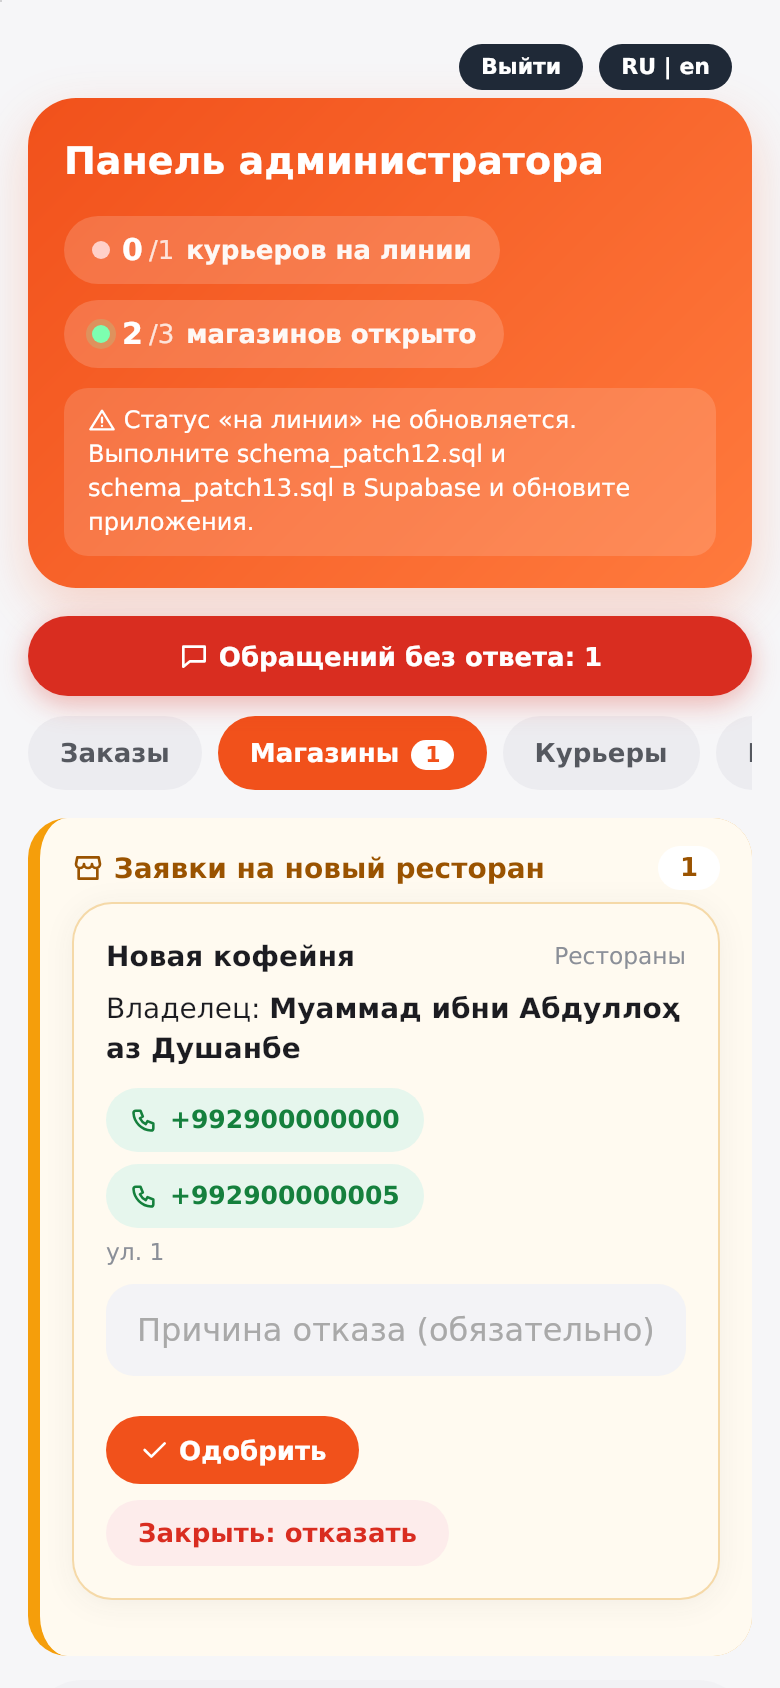 Выйти
RU | en
Панель администратора
0 /1 курьеров на линии
2 /3 магазинов открыто
Статус «на линии» не обновляется.
Выполните schema_patch12.sql и
schema_patch13.sql в Supabase и обновите
приложения.
Обращений без ответа: 1
Заказы
Магазины 1
Курьеры
Заявки на новый ресторан
1
Новая кофейня
Рестораны
Владелец: Муаммад ибни Абдуллоҳ
аз Душанбе
+992900000000
+992900000005
ул. 1
Причина отказа (обязательно)
Одобрить
Закрыть: отказать